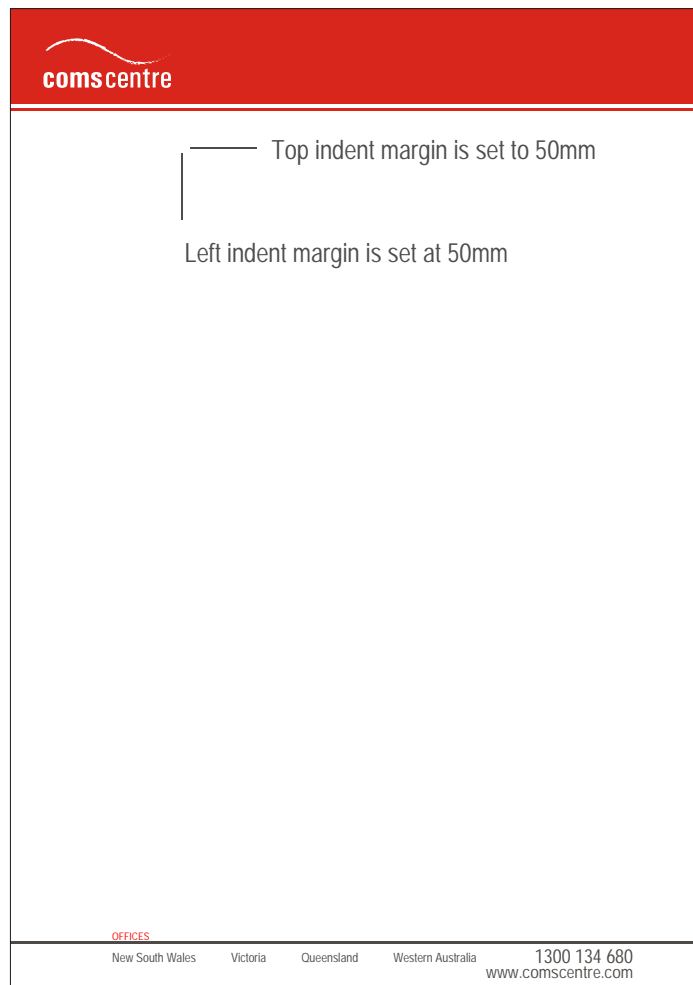 comscentre
Top indent margin is set to 50mm
Left indent margin is set at 50mm
OFFICES
New South Wales Victoria Queensland Western Australia 1300 134 680
www.comscentre.com